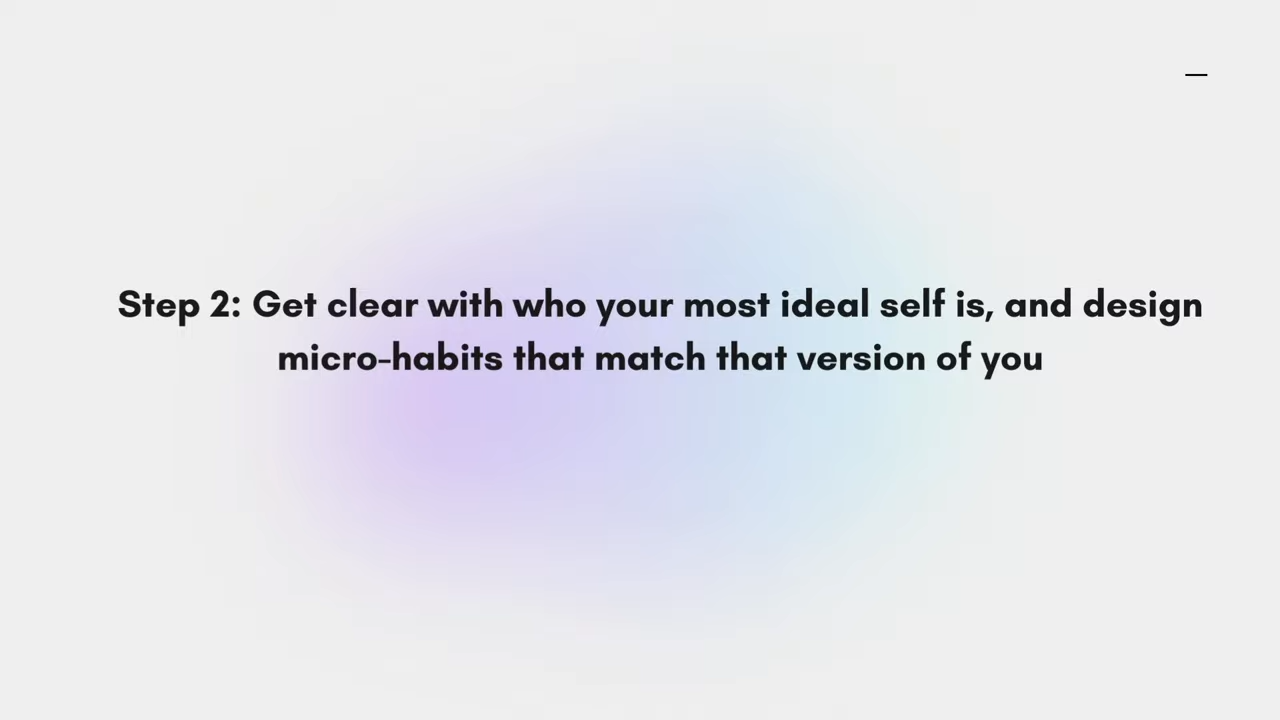 Step 2: Get clear with who your most ideal self is, and design
micro-habits that match that version of you